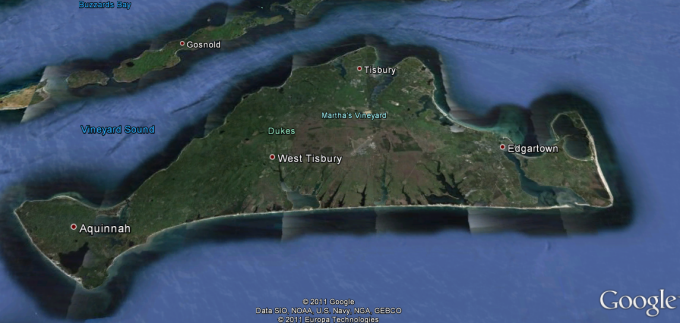 Buzzards Bay
Gosnold
Tisbury
Martha's Vineyard
Vineyard Sound
Dukes
Edgartown
West Tisbury
Aquinnah
© 2011 Google
Data SIO, NOAA, U.S. Navy, NGA, GEBCO
© 2011 Europa Technologies
Google